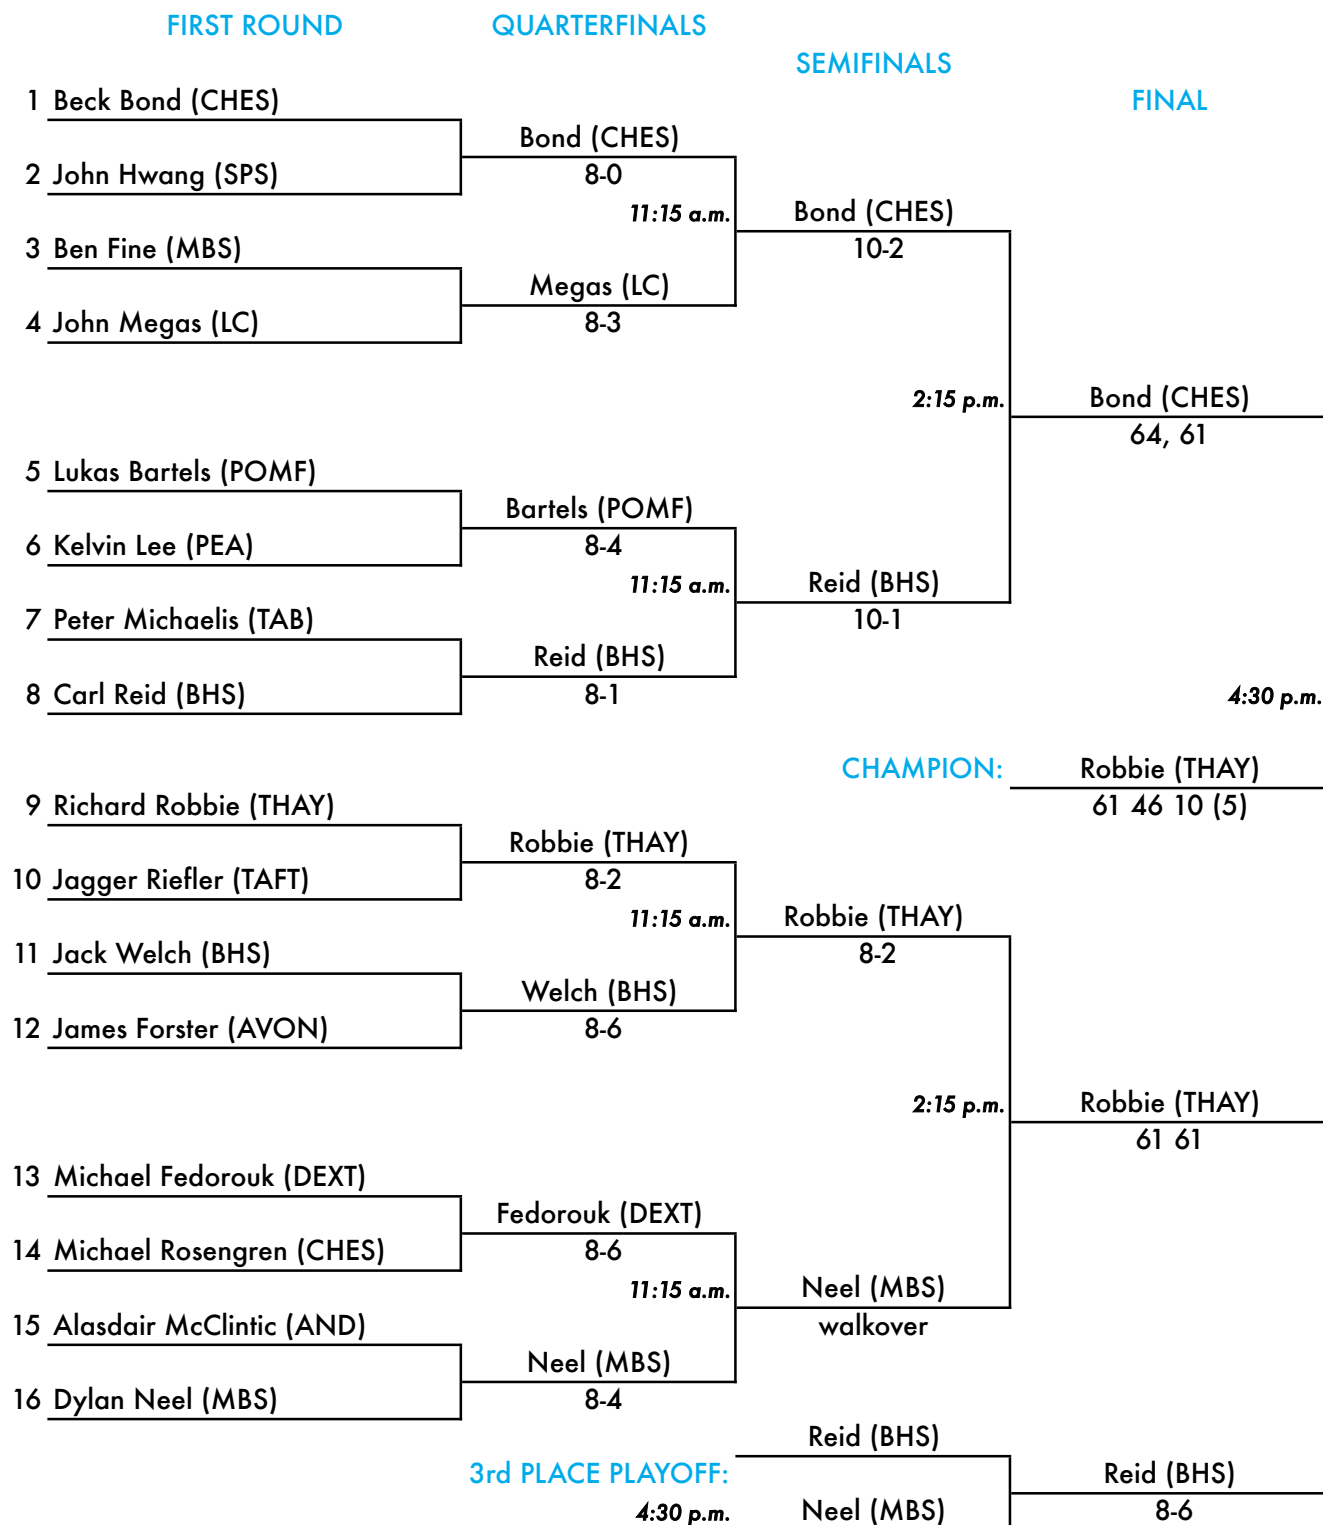 FIRST ROUND
QUARTERFINALS
SEMIFINALS
FINAL
1 Beck Bond (CHES)
Bond (CHES)
8-0
2 John Hwang (SPS)
11:15 a.m.
Bond (CHES)
10-2
3 Ben Fine (MBS)
Megas (LC)
8-3
4 John Megas (LC)
2:15 p.m.
Bond (CHES)
64, 61
5 Lukas Bartels (POMF)
Bartels (POMF)
8-4
6 Kelvin Lee (PEA)
11:15 a.m.
Reid (BHS)
10-1
7 Peter Michaelis (TAB)
Reid (BHS)
8-1
8 Carl Reid (BHS)
4:30 p.m.
CHAMPION:
Robbie (THAY)
61 46 10 (5)
9 Richard Robbie (THAY)
Robbie (THAY)
8-2
10 Jagger Riefler (TAFT)
11:15 a.m.
Robbie (THAY)
8-2
11 Jack Welch (BHS)
Welch (BHS)
8-6
12 James Forster (AVON)
2:15 p.m.
Robbie (THAY)
61 61
13 Michael Fedorouk (DEXT)
Fedorouk (DEXT)
8-6
14 Michael Rosengren (CHES)
11:15 a.m.
Neel (MBS)
walkover
15 Alasdair McClintic (AND)
Neel (MBS)
8-4
16 Dylan Neel (MBS)
Reid (BHS)
3rd PLACE PLAYOFF:
Reid (BHS)
4:30 p.m.
Neel (MBS)
8-6